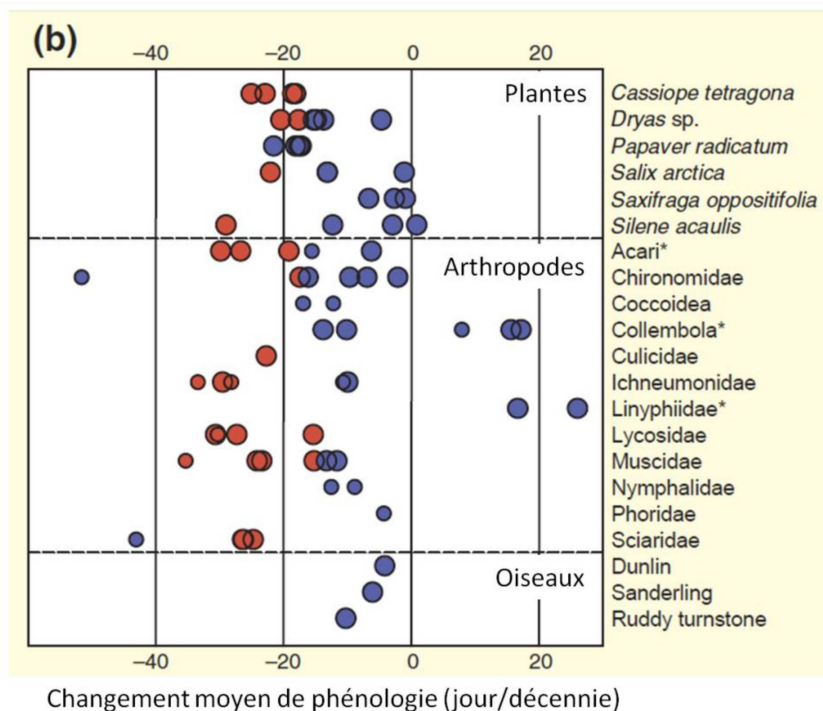 (b)
−40 −20 0 20
Plantes
Cassiope tetragona
Dryas sp.
Papaver radicatum
Salix arctica
Saxifraga oppositifolia
Silene acaulis
Arthropodes
Acari*
Chironomidae
Coccoidea
Collembola*
Culicidae
Ichneumonidae
Linyphiidae*
Lycosidae
Muscidae
Nymphalidae
Phoridae
Sciaridae
Oiseaux
Dunlin
Sanderling
Ruddy turnstone
−40 −20 0 20
Changement moyen de phénologie (jour/décennie)